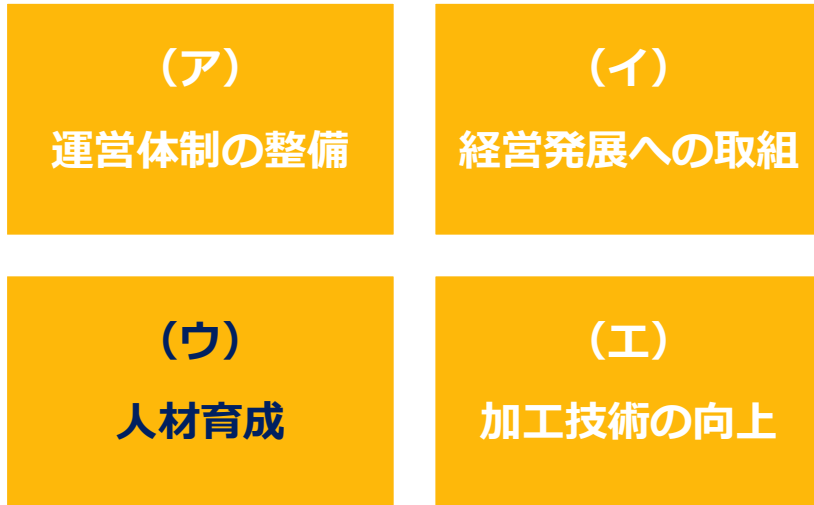 （ア）
運営体制の整備
（イ）
経営発展への取組
（ウ）
人材育成
（エ）
加工技術の向上